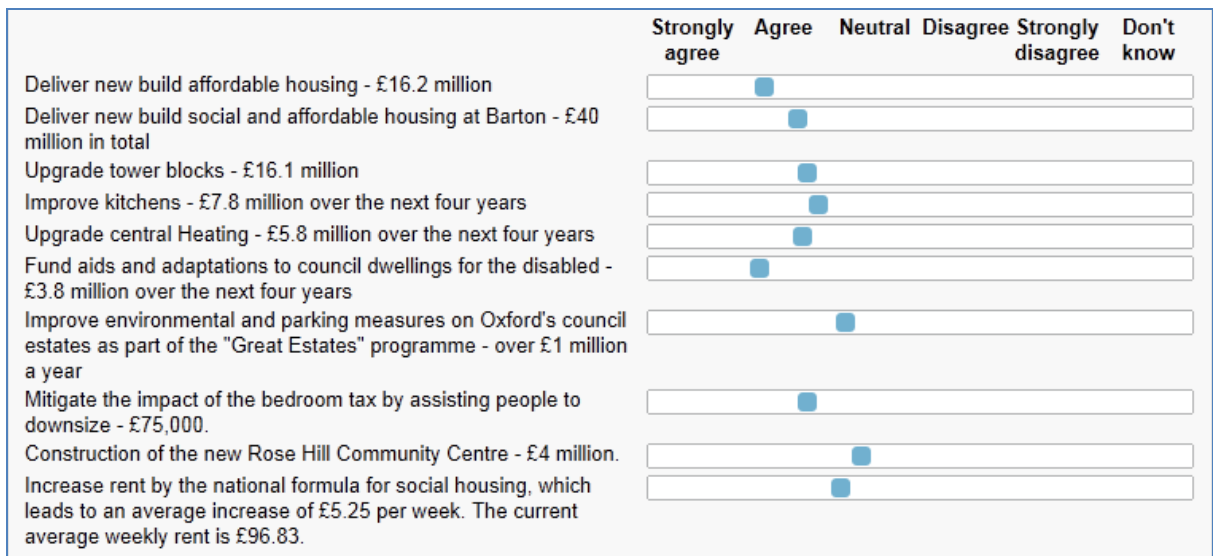 Strongly agree Agree Neutral Disagree Strongly disagree Don't know
Deliver new build affordable housing - £16.2 million
Deliver new build social and affordable housing at Barton - £40
million in total
Upgrade tower blocks - £16.1 million
Improve kitchens - £7.8 million over the next four years
Upgrade central Heating - £5.8 million over the next four years
Fund aids and adaptations to council dwellings for the disabled -
£3.8 million over the next four years
Improve environmental and parking measures on Oxford's council
estates as part of the "Great Estates" programme - over £1 million
a year
Mitigate the impact of the bedroom tax by assisting people to
downsize - £75,000.
Construction of the new Rose Hill Community Centre - £4 million.
Increase rent by the national formula for social housing, which
leads to an average increase of £5.25 per week. The current
average weekly rent is £96.83.